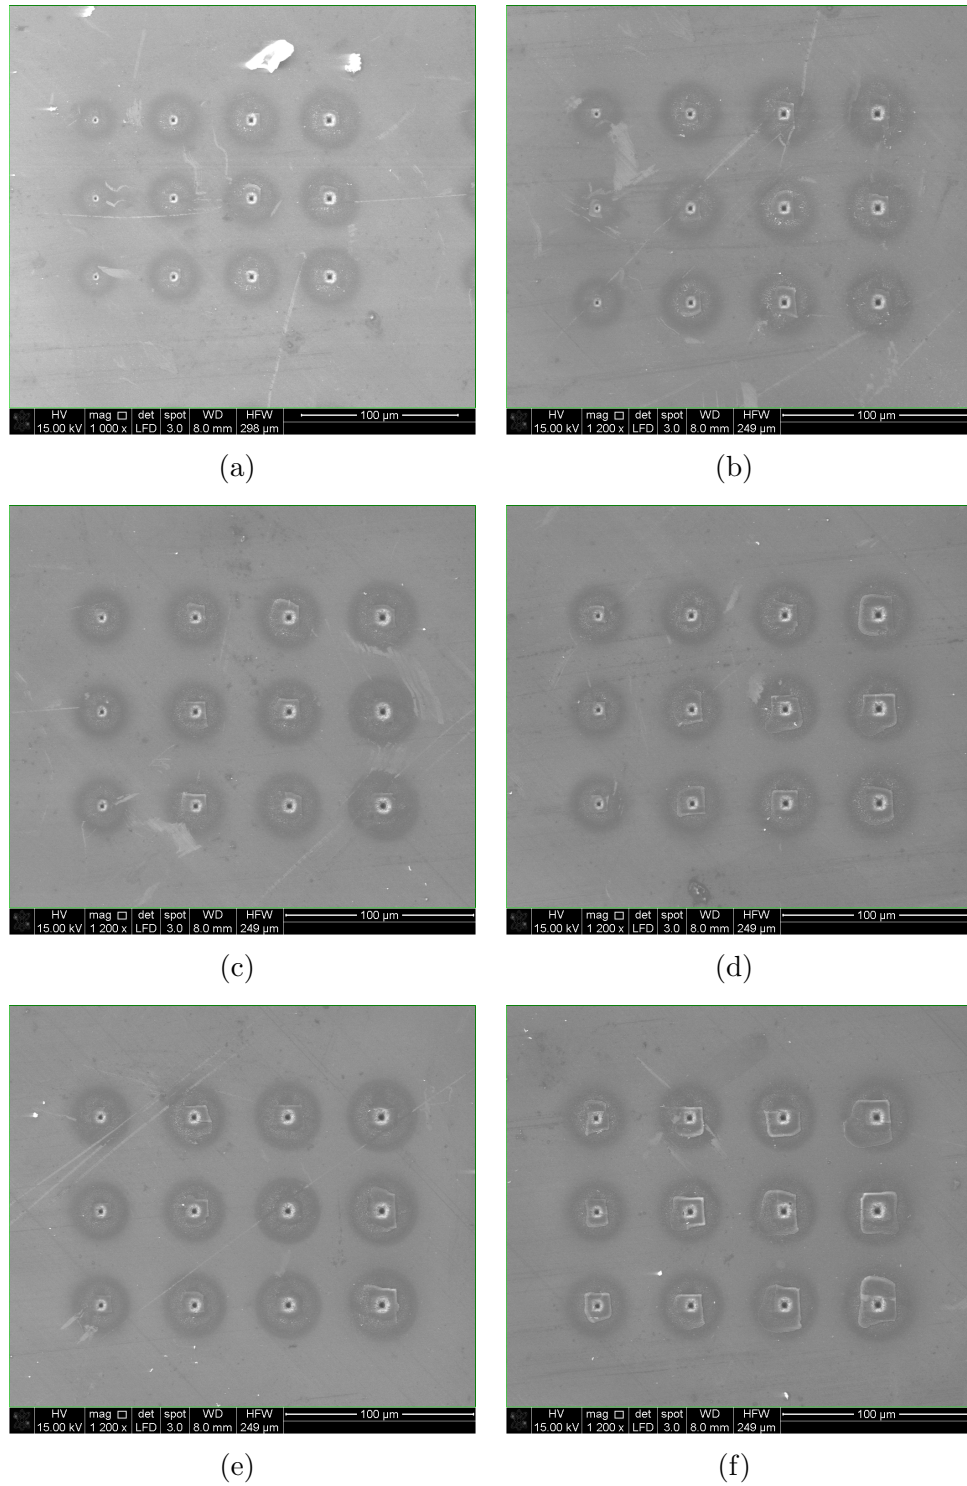 HV mag det spot WD HFW 100 µm
15.00 kV 1 000 x LFD 3.0 8.0 mm 298 µm
(a)
HV mag det spot WD HFW 100 µm
15.00 kV 1 200 x LFD 3.0 8.0 mm 249 µm
(b)
HV mag det spot WD HFW 100 µm
15.00 kV 1 200 x LFD 3.0 8.0 mm 249 µm
(c)
HV mag det spot WD HFW 100 µm
15.00 kV 1 200 x LFD 3.0 8.0 mm 249 µm
(d)
HV mag det spot WD HFW 100 µm
15.00 kV 1 200 x LFD 3.0 8.0 mm 249 µm
(e)
HV mag det spot WD HFW 100 µm
15.00 kV 1 200 x LFD 3.0 8.0 mm 249 µm
(f)